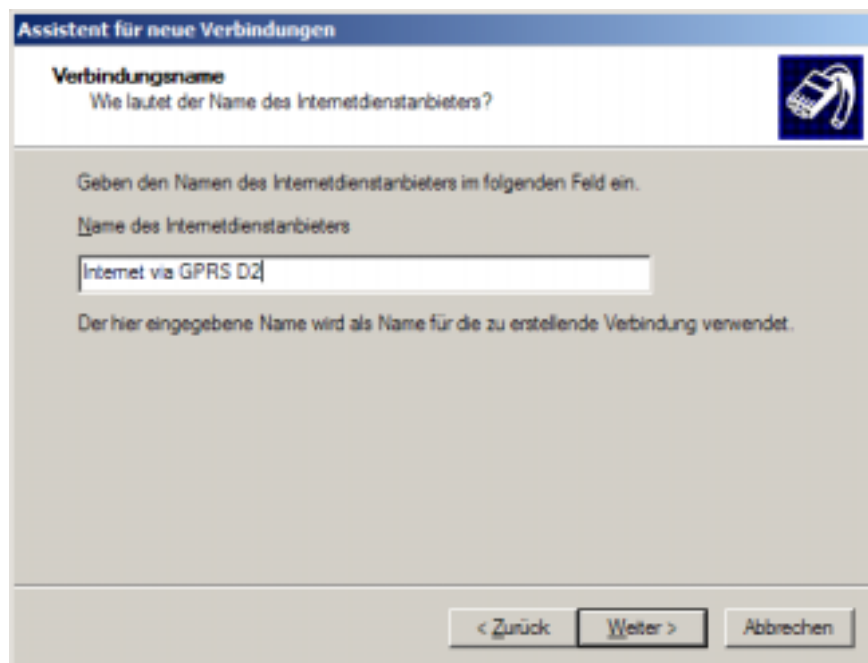 Assistent für neue Verbindungen
Verbindungsname
Wie lautet der Name des Internetdienstanbieters?
Geben den Namen des Internetdienstanbieters im folgenden Feld ein.
Name des Internetdienstanbieters
Internet via GPRS D2
Der hier eingegebene Name wird als Name für die zu erstellende Verbindung verwendet.
< Zurück Weiter > Abbrechen